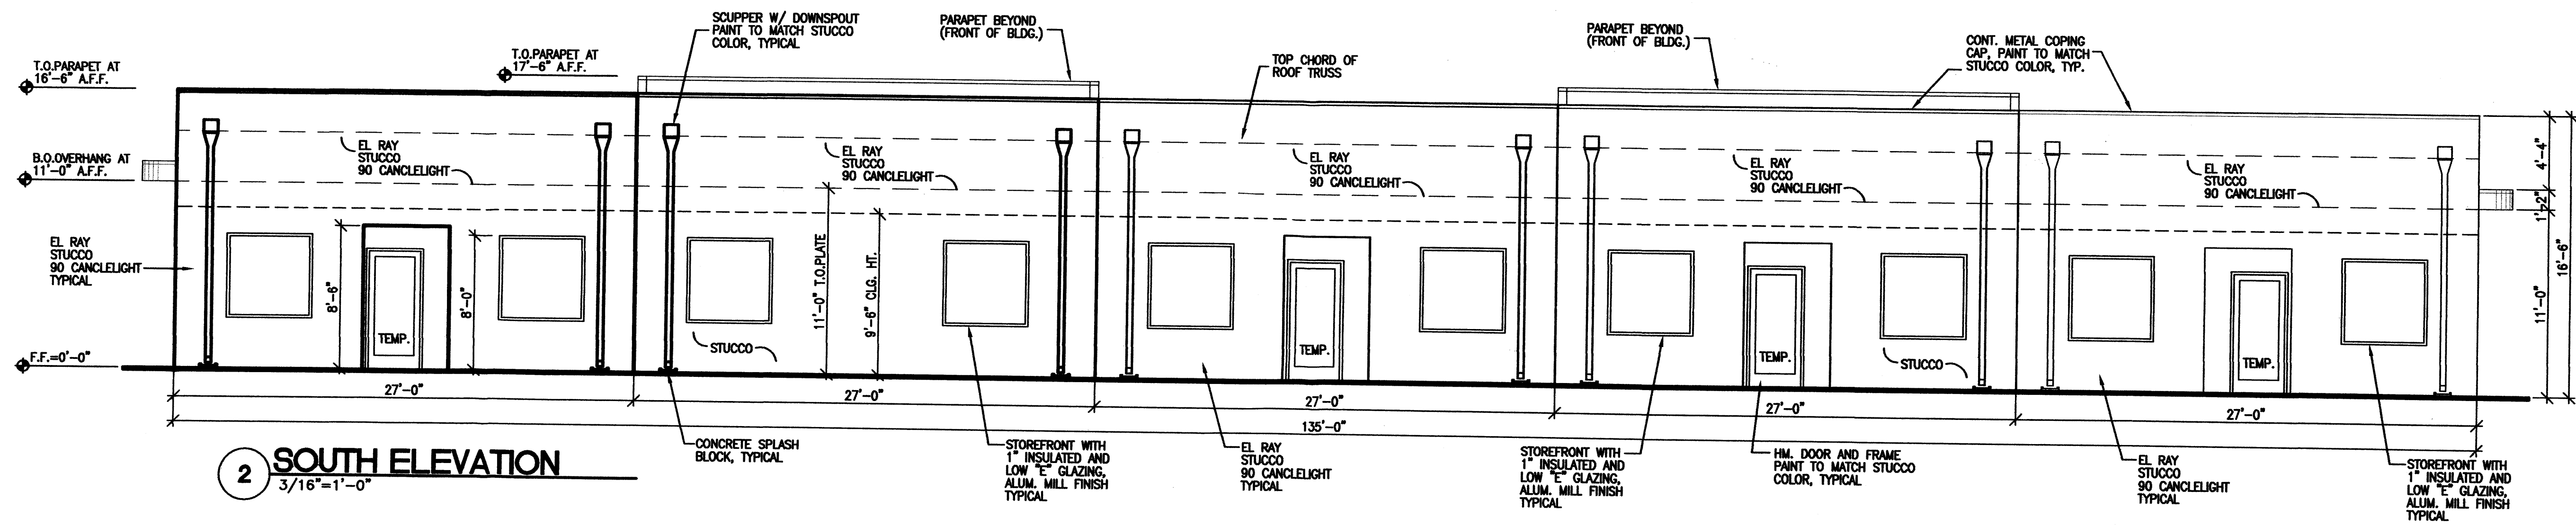 SCUPPER W/ DOWNSPOUT
PAINT TO MATCH STUCCO
COLOR, TYPICAL
PARAPET BEYOND
(FRONT OF BLDG.)
PARAPET BEYOND
(FRONT OF BLDG.)
CONT. METAL COPING
CAP, PAINT TO MATCH
STUCCO COLOR, TYP.
T.O.PARAPET AT
16'-6" A.F.F.
T.O.PARAPET AT
17'-6" A.F.F.
TOP CHORD OF
ROOF TRUSS
B.O.OVERHANG AT
11'-0" A.F.F.
EL RAY
STUCCO
90 CANCLELIGHT
EL RAY
STUCCO
90 CANCLELIGHT
EL RAY
STUCCO
90 CANCLELIGHT
EL RAY
STUCCO
90 CANCLELIGHT
EL RAY
STUCCO
90 CANCLELIGHT
4'-4"
1'-2"
16'-6"
11'-0"
EL RAY
STUCCO
90 CANCLELIGHT
TYPICAL
8'-6"
8'-0"
11'-0" T.O.PLATE
9'-6" CLG. HT.
TEMP.
STUCCO
TEMP.
TEMP.
STUCCO
TEMP.
F.F.=0'-0"
27'-0"
27'-0"
27'-0"
27'-0"
27'-0"
135'-0"
2
SOUTH ELEVATION
3/16"=1'-0"
CONCRETE SPLASH
BLOCK, TYPICAL
STOREFRONT WITH
1" INSULATED AND
LOW "E" GLAZING,
ALUM. MILL FINISH
TYPICAL
EL RAY
STUCCO
90 CANCLELIGHT
TYPICAL
STOREFRONT WITH
1" INSULATED AND
LOW "E" GLAZING,
ALUM. MILL FINISH
TYPICAL
HM. DOOR AND FRAME
PAINT TO MATCH STUCCO
COLOR, TYPICAL
EL RAY
STUCCO
90 CANCLELIGHT
TYPICAL
STOREFRONT WITH
1" INSULATED AND
LOW "E" GLAZING,
ALUM. MILL FINISH
TYPICAL